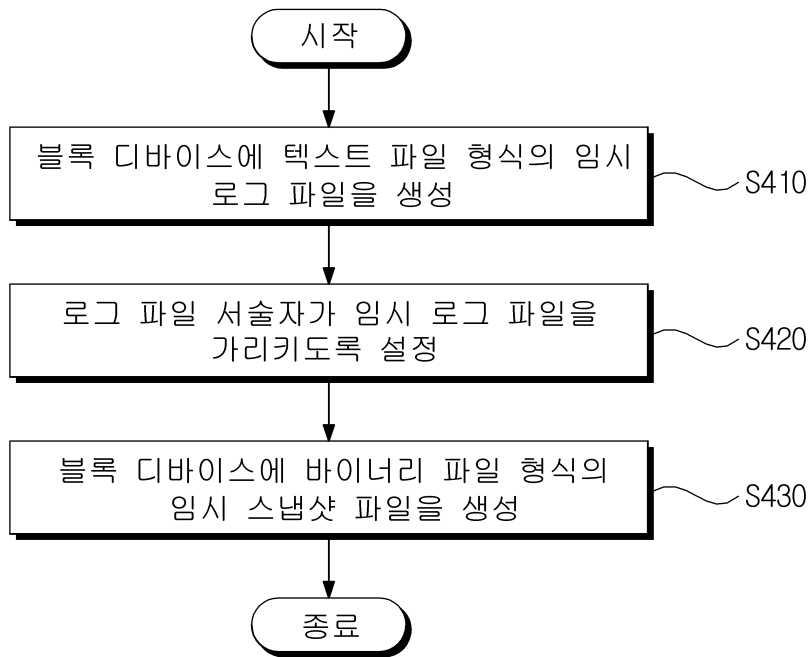 시작
블록 디바이스에 텍스트 파일 형식의 임시
로그 파일을 생성
S410
로그 파일 서술자가 임시 로그 파일을
가리키도록 설정
S420
블록 디바이스에 바이너리 파일 형식의
임시 스냅샷 파일을 생성
S430
종료